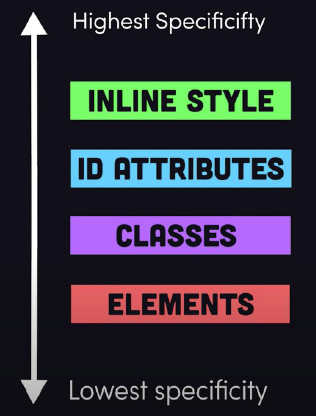 Highest Specificifty
INLINE STYLE
ID ATTRIBUTES
CLASSES
ELEMENTS
Lowest specificity